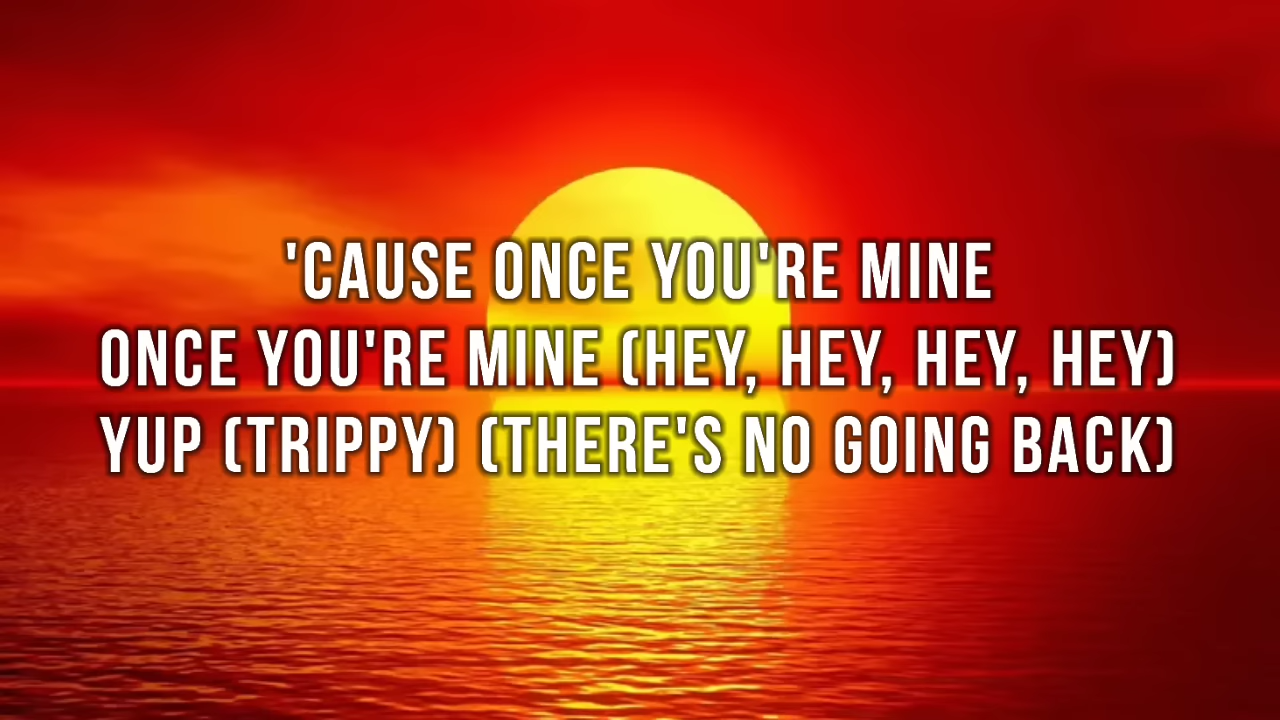 'CAUSE ONCE YOU'RE MINE
ONCE YOU'RE MINE (HEY, HEY, HEY, HEY)
YUP (TRIPPY) (THERE'S NO GOING BACK)